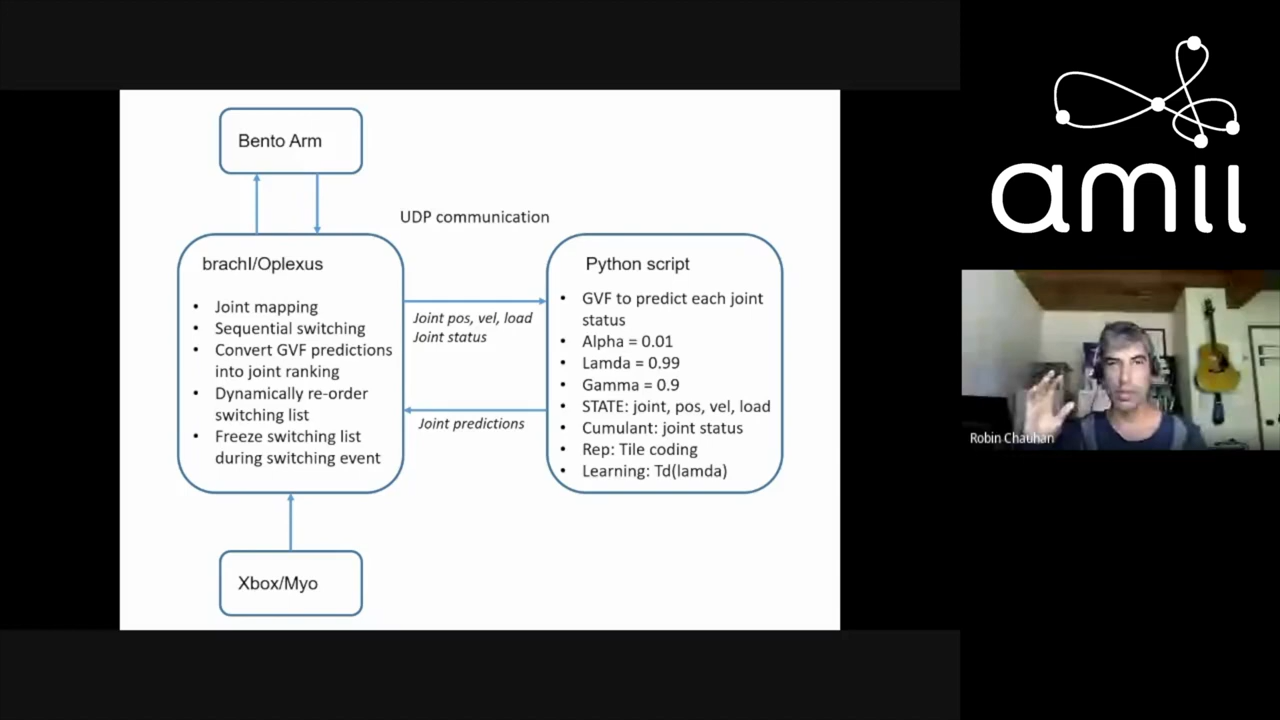 Bento Arm
UDP communication
brachI/Oplexus
• Joint mapping
• Sequential switching
• Convert GVF predictions
into joint ranking
• Dynamically re-order
switching list
• Freeze switching list
during switching event
Joint pos, vel, load
Joint status
Joint predictions
Python script
• GVF to predict each joint
status
• Alpha = 0.01
• Lamda = 0.99
• Gamma = 0.9
• STATE: joint, pos, vel, load
• Cumulant: joint status
• Rep: Tile coding
• Learning: Td(lamda)
Xbox/Myo
amii
Robin Chauhan